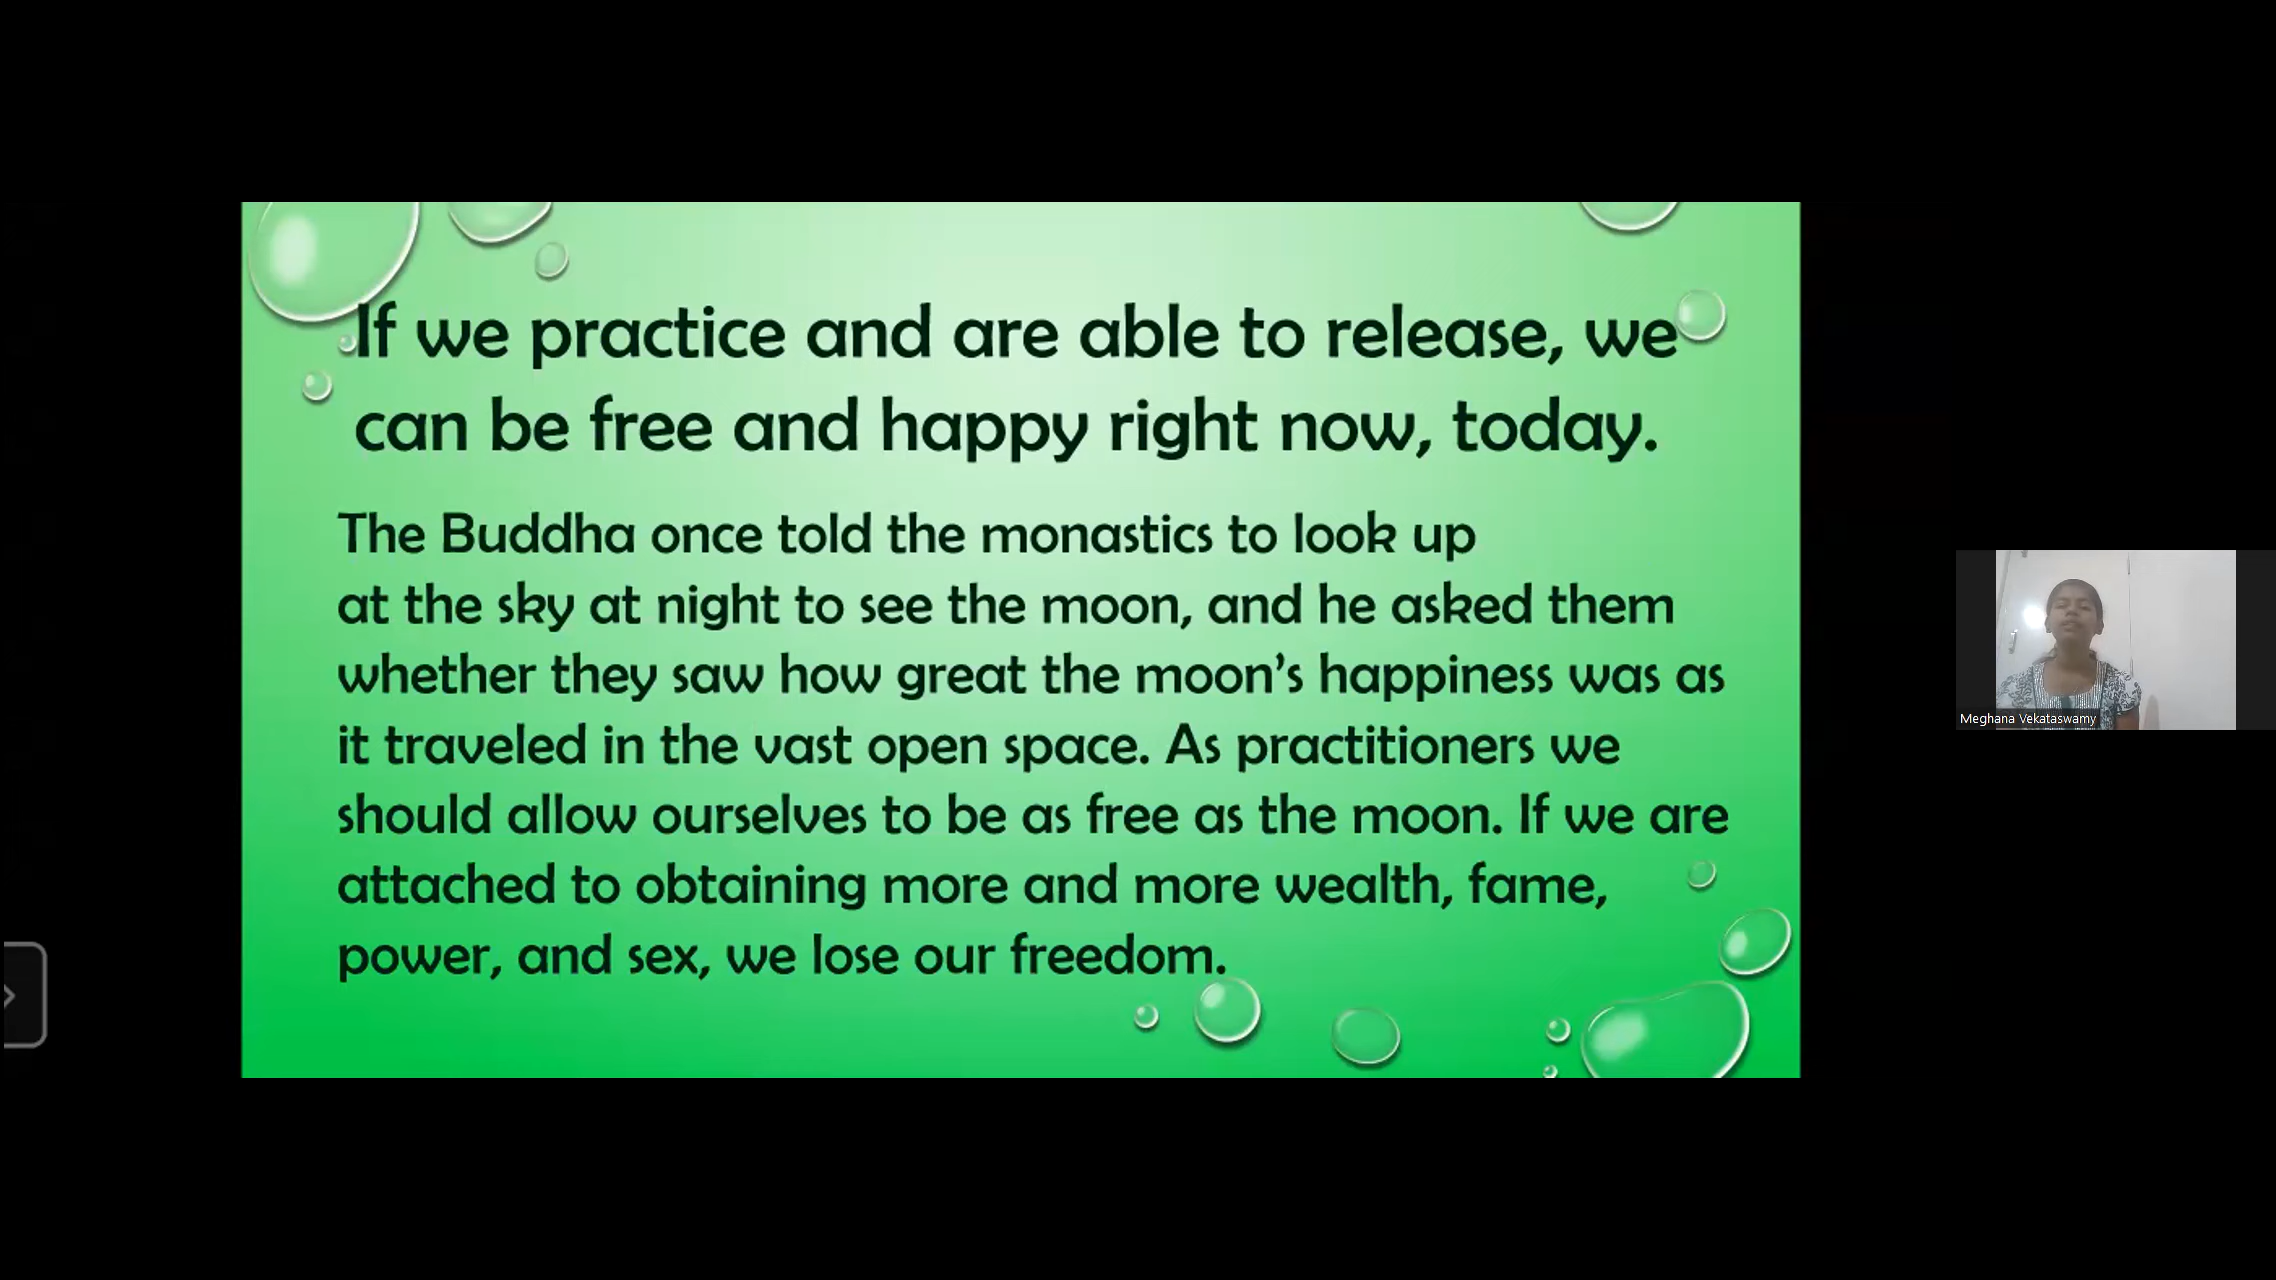 If we practice and are able to release, we
can be free and happy right now, today.
The Buddha once told the monastics to look up
at the sky at night to see the moon, and he asked them
whether they saw how great the moon’s happiness was as
it traveled in the vast open space. As practitioners we
should allow ourselves to be as free as the moon. If we are
attached to obtaining more and more wealth, fame,
power, and sex, we lose our freedom.
Meghana Vekataswamy